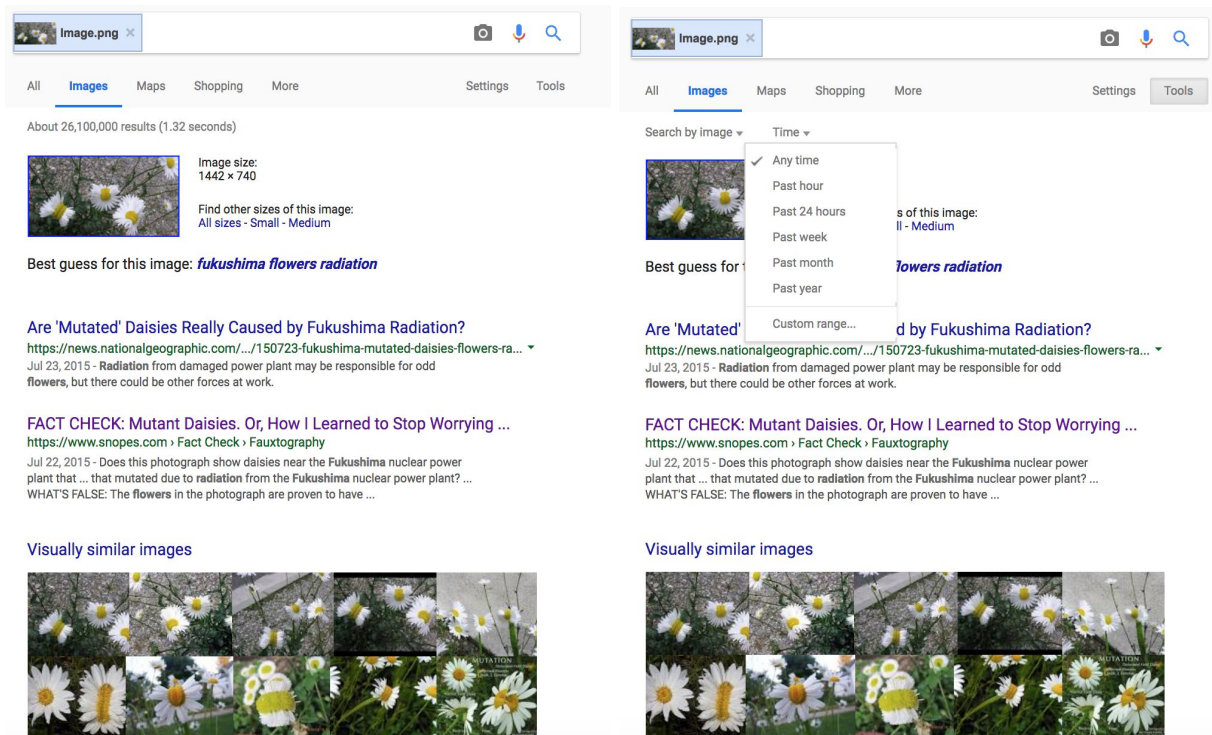 Image.png ×
All Images Maps Shopping More Settings Tools
About 26,100,000 results (1.32 seconds)
Image size:
1442 × 740
Find other sizes of this image:
All sizes - Small - Medium
Best guess for this image: fukushima flowers radiation
Are 'Mutated' Daisies Really Caused by Fukushima Radiation?
https://news.nationalgeographic.com/.../150723-fukushima-mutated-daisies-flowers-ra...
Jul 23, 2015 - Radiation from damaged power plant may be responsible for odd
flowers, but there could be other forces at work.
FACT CHECK: Mutant Daisies. Or, How I Learned to Stop Worrying ...
https://www.snopes.com › Fact Check › Fauxtography
Jul 22, 2015 - Does this photograph show daisies near the Fukushima nuclear power
plant that ... that mutated due to radiation from the Fukushima nuclear power plant? ...
WHAT'S FALSE: The flowers in the photograph are proven to have ...
Visually similar images
MUTATION
Image.png ×
All Images Maps Shopping More Settings Tools
Search by image Time
Any time
Past hour
Past 24 hours
Past week
Past month
Past year
Custom range...
s of this image:
ll - Medium
Best guess for t
lowers radiation
Are 'Mutated' d by Fukushima Radiation?
https://news.nationalgeographic.com/.../150723-fukushima-mutated-daisies-flowers-ra...
Jul 23, 2015 - Radiation from damaged power plant may be responsible for odd
flowers, but there could be other forces at work.
FACT CHECK: Mutant Daisies. Or, How I Learned to Stop Worrying ...
https://www.snopes.com › Fact Check › Fauxtography
Jul 22, 2015 - Does this photograph show daisies near the Fukushima nuclear power
plant that ... that mutated due to radiation from the Fukushima nuclear power plant? ...
WHAT'S FALSE: The flowers in the photograph are proven to have ...
Visually similar images
MUTATION